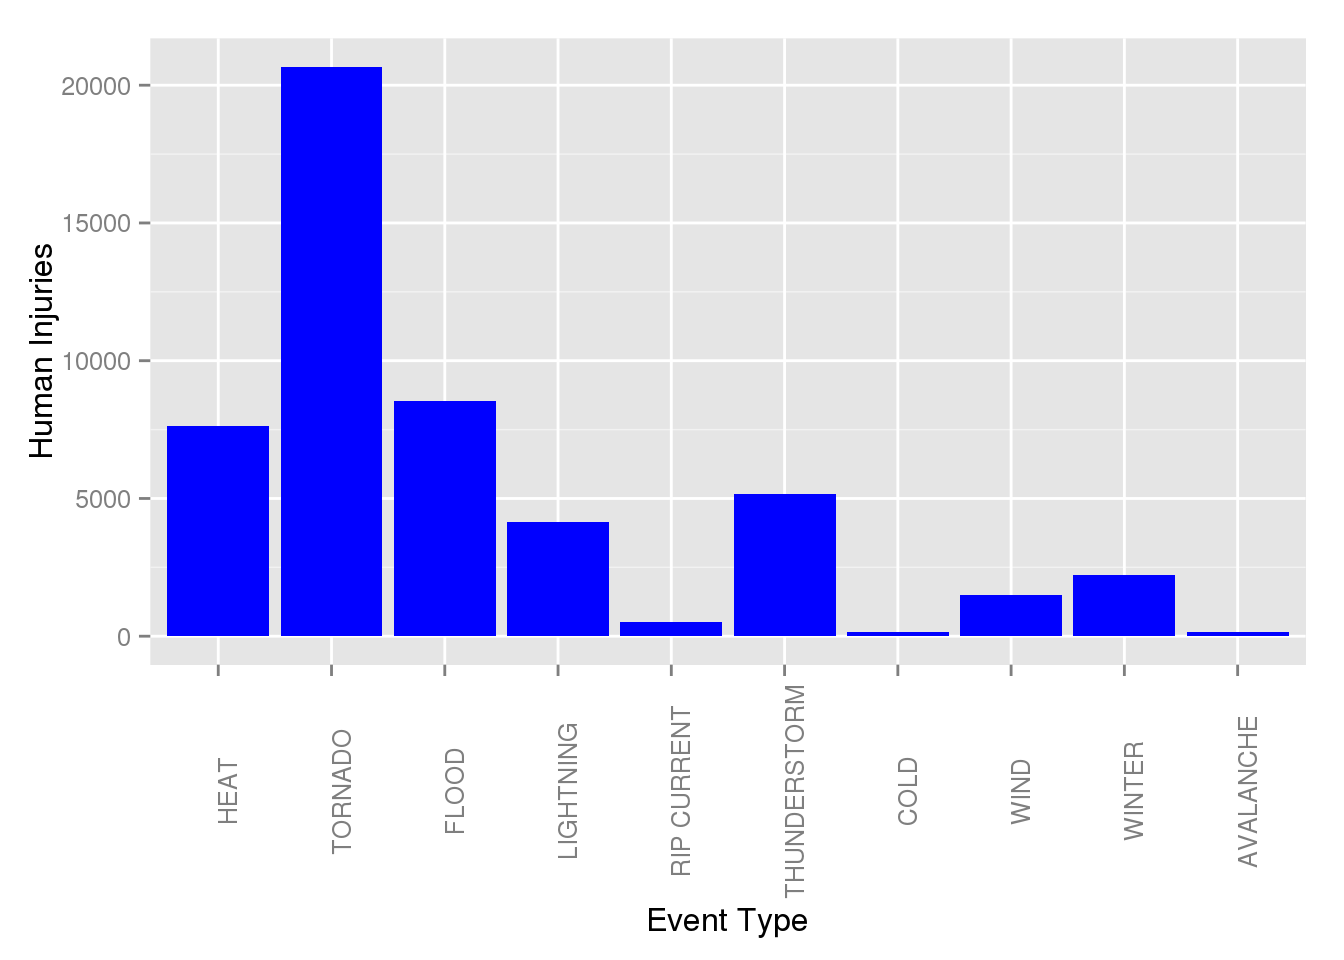 20000
15000
10000
5000
0
Human Injuries
HEAT
TORNADO
FLOOD
LIGHTNING
RIP CURRENT
THUNDERSTORM
COLD
WIND
WINTER
AVALANCHE
Event Type